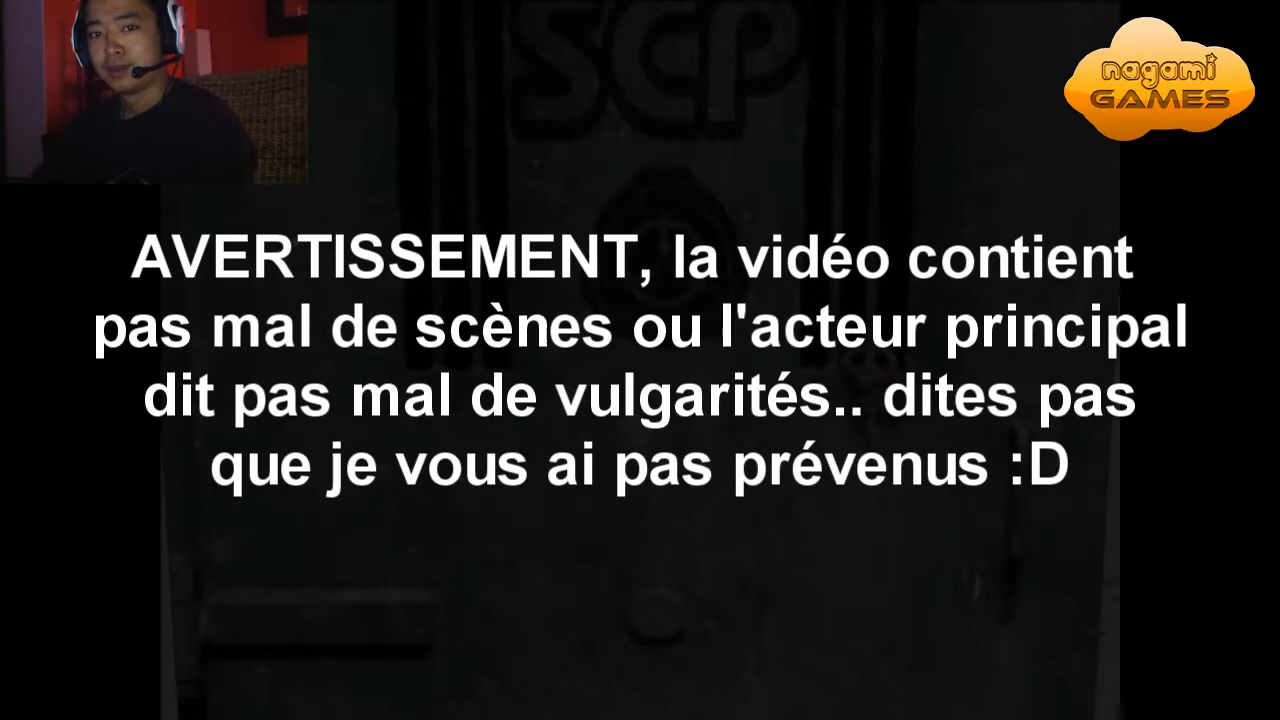 SCP
nagami
GAMES
AVERTISSEMENT, la vidéo contient
pas mal de scènes ou l'acteur principal
dit pas mal de vulgarités.. dites pas
que je vous ai pas prévenus :D